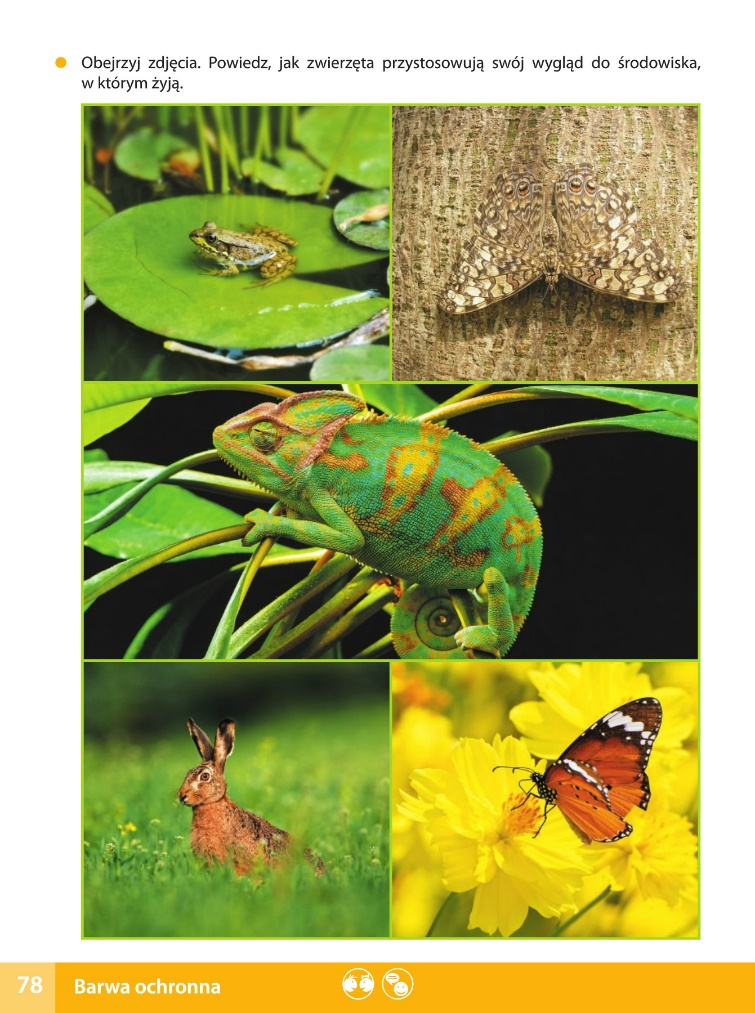 Obejrzyj zdjęcia. Powiedz, jak zwierzęta przystosowują swój wygląd do środowiska,
w którym żyją.
78 Barwa ochronna